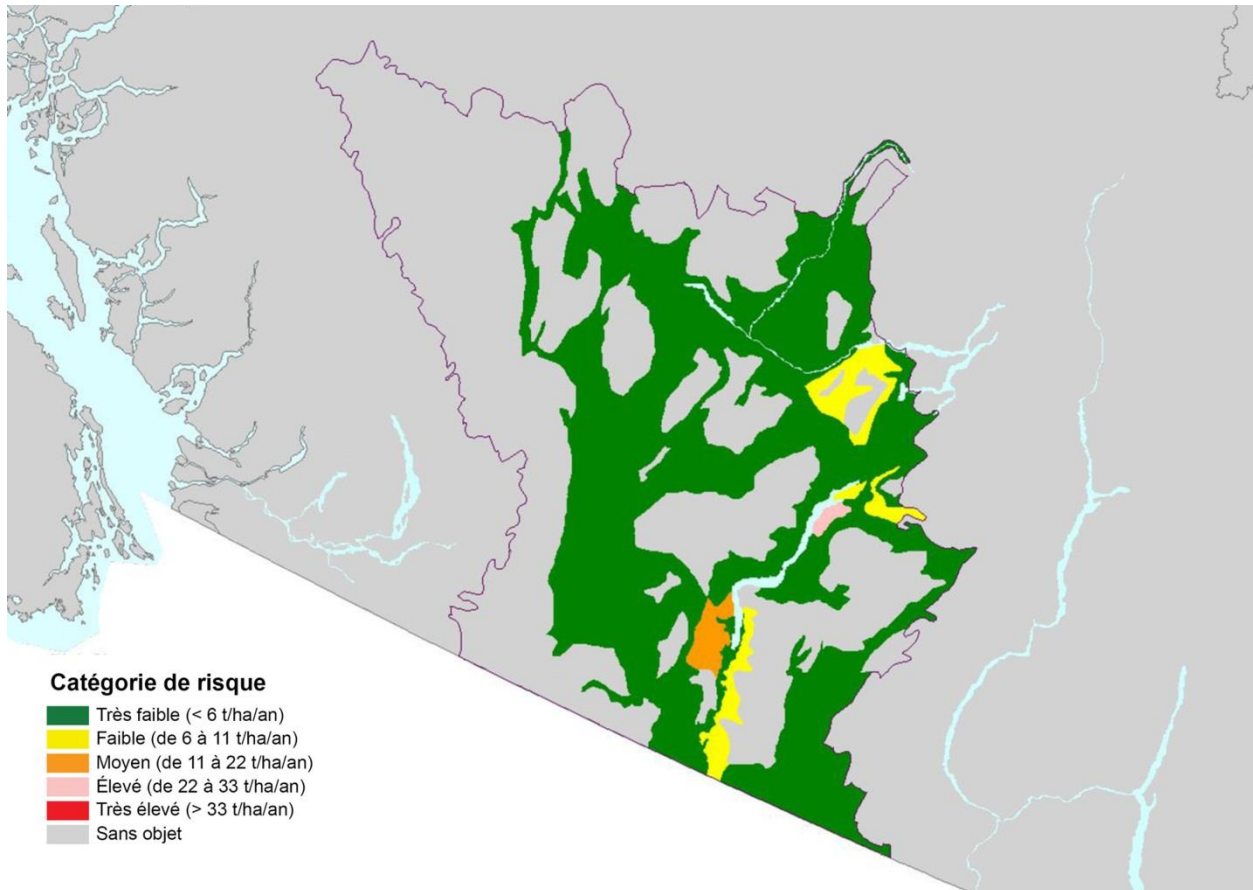 Catégorie de risque
Très faible (< 6 t/ha/an)
Faible (de 6 à 11 t/ha/an)
Moyen (de 11 à 22 t/ha/an)
Élevé (de 22 à 33 t/ha/an)
Très élevé (> 33 t/ha/an)
Sans objet